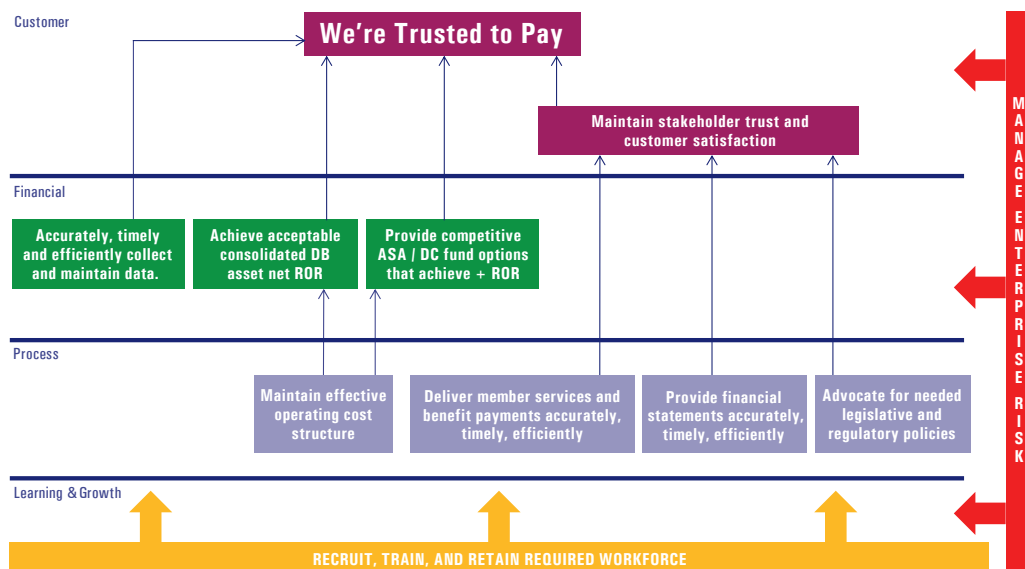 Customer
We're Trusted to Pay
Maintain stakeholder trust and
customer satisfaction
Financial
Accurately, timely
and efficiently collect
and maintain data.
Achieve acceptable
consolidated DB
asset net ROR
Provide competitive
ASA / DC fund options
that achieve + ROR
Process
Maintain effective
operating cost
structure
Deliver member services and
benefit payments accurately,
timely, efficiently
Provide financial
statements accurately,
timely, efficiently
Advocate for needed
legislative and
regulatory policies
Learning & Growth
RECRUIT, TRAIN, AND RETAIN REQUIRED WORKFORCE
MANAGE ENTERPRISE RISK